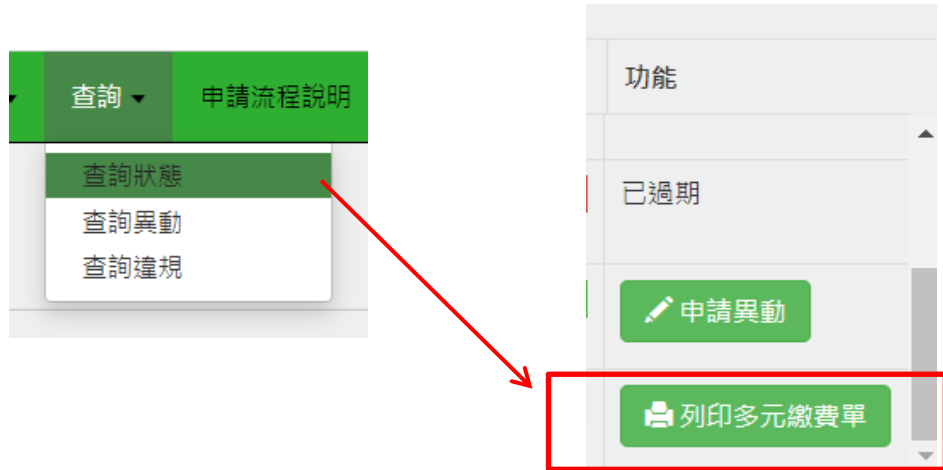 查詢
申請流程說明
查詢狀態
查詢異動
查詢違規
功能
已過期
申請異動
列印多元繳費單